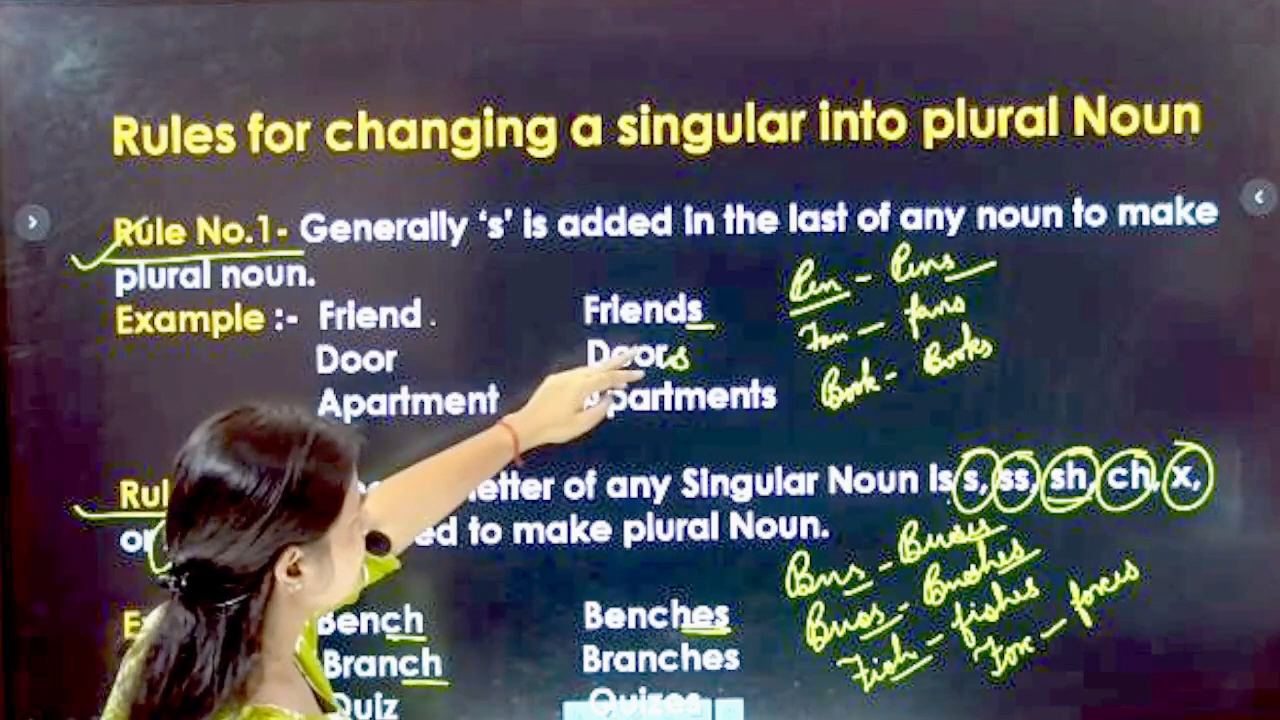 Rules for changing a singular into plural Noun
Rule No.1- Generally ‘s’ is added in the last of any noun to make
plural noun.
Example :- Friend Friends
Door Doors
Apartment Apartments
Pen - Pens
Fan - fans
Book - Books
letter of any Singular Noun is s, ss, sh, ch, x,
or ed to make plural Noun.
Bus - Buses
Fish - fishes
Fox - foxes
Bench Benches
Branch Branches
Quiz Quizes